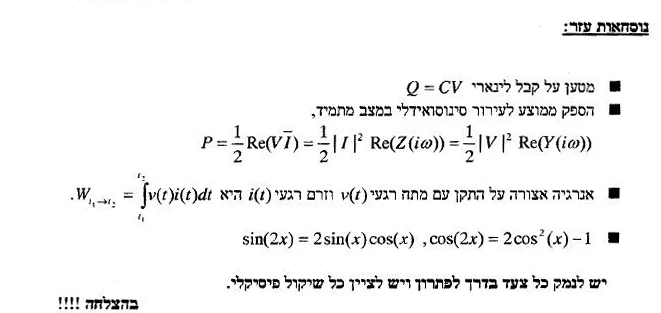 נוסחאות עזר:
■ מטען על קבל לינארי Q = CV
■ הספק ממוצע לעירור סינוסואידלי במצב מתמיד,
P = 1/2 Re(VI̅) = 1/2 |I|² Re(Z(iω)) = 1/2 |V|² Re(Y(iω))
■ אנרגיה אצורה על התקן עם מתח רגעי v(t) וזרם רגעי i(t) היא W_{t₁→t₂} = ∫_{t₁}^{t₂} v(t)i(t)dt.
■ sin(2x) = 2sin(x)cos(x) , cos(2x) = 2cos²(x) − 1
יש לנמק כל צעד בדרך לפתרון ויש לציין כל שיקול פיסיקלי.
בהצלחה !!!!